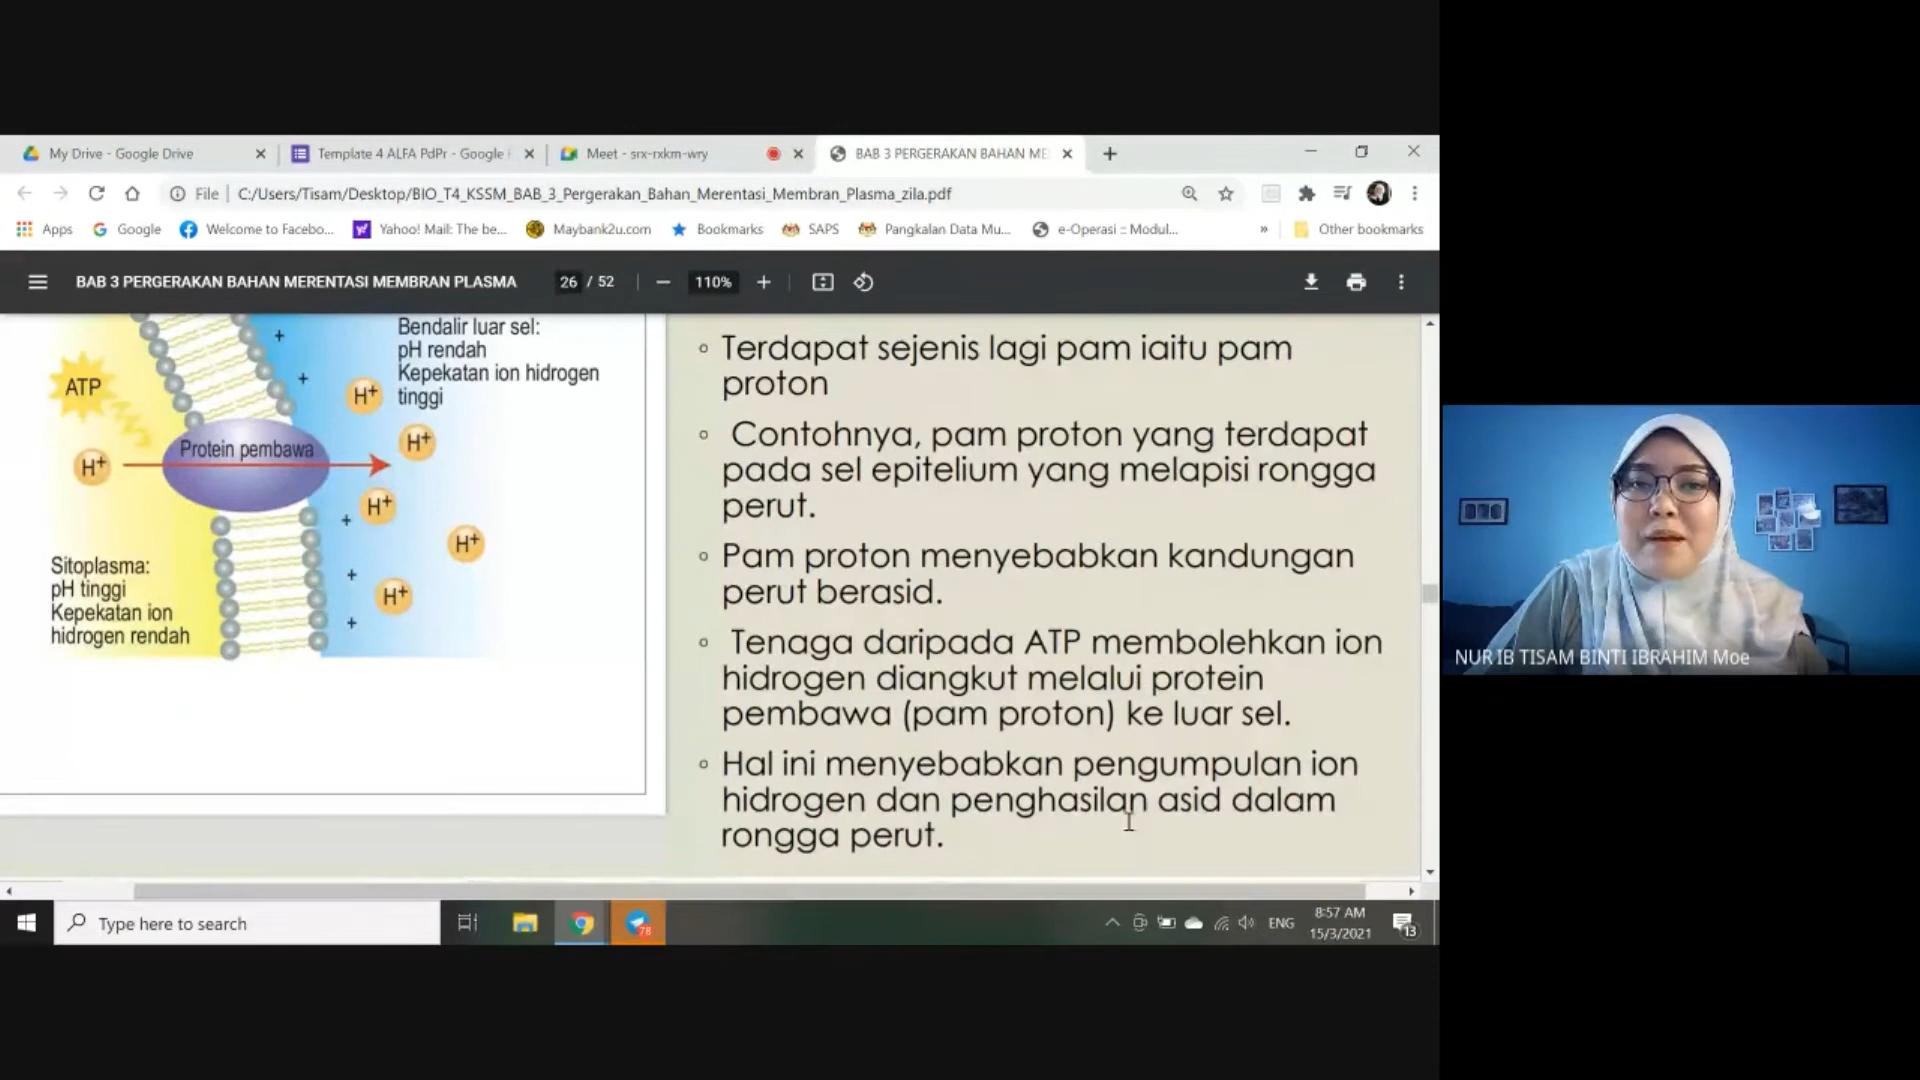 My Drive - Google Drive
Template 4 ALFA PdPr - Google
Meet - srx-rxkm-wry
BAB 3 PERGERAKAN BAHAN ME
File
C:/Users/Tisam/Desktop/BIO_T4_KSSM_BAB_3_Pergerakan_Bahan_Merentasi_Membran_Plasma_zila.pdf
Apps
Google
Welcome to Facebo...
Yahoo! Mail: The be...
Maybank2u.com
Bookmarks
SAPS
Pangkalan Data Mu...
e-Operasi :: Modul...
»
Other bookmarks
BAB 3 PERGERAKAN BAHAN MERENTASI MEMBRAN PLASMA
26 / 52
110%
Bendalir luar sel:
pH rendah
Kepekatan ion hidrogen
tinggi
ATP
+
+
H+
H+
Protein pembawa
H+
H+
+
H+
+
H+
+
Sitoplasma:
pH tinggi
Kepekatan ion
hidrogen rendah
Terdapat sejenis lagi pam iaitu pam
proton
Contohnya, pam proton yang terdapat
pada sel epitelium yang melapisi rongga
perut.
Pam proton menyebabkan kandungan
perut berasid.
Tenaga daripada ATP membolehkan ion
hidrogen diangkut melalui protein
pembawa (pam proton) ke luar sel.
Hal ini menyebabkan pengumpulan ion
hidrogen dan penghasilan asid dalam
rongga perut.
NUR IB TISAM BINTI IBRAHIM Moe
Type here to search
78
ENG
8:57 AM
15/3/2021
13